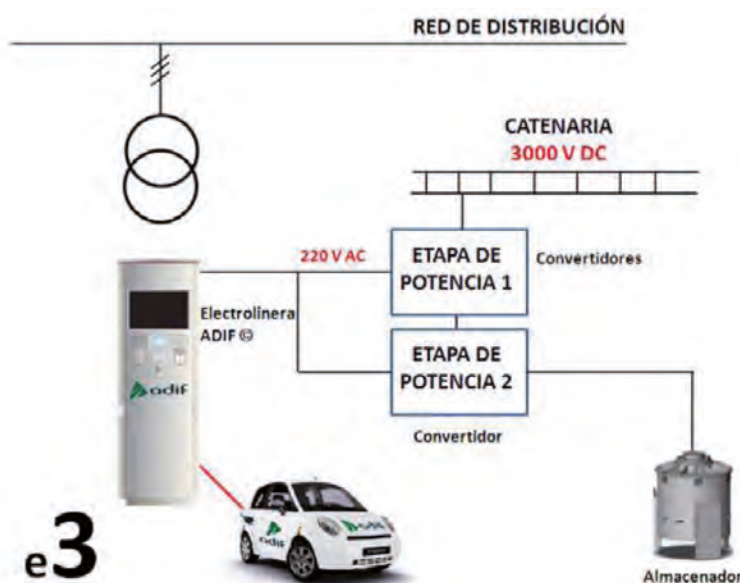 RED DE DISTRIBUCIÓN
CATENARIA
3000 V DC
220 V AC
ETAPA DE
POTENCIA 1
Convertidores
Electrolinera
ADIF ©
ETAPA DE
POTENCIA 2
Convertidor
adif
adif
adif
e3
Almacenador